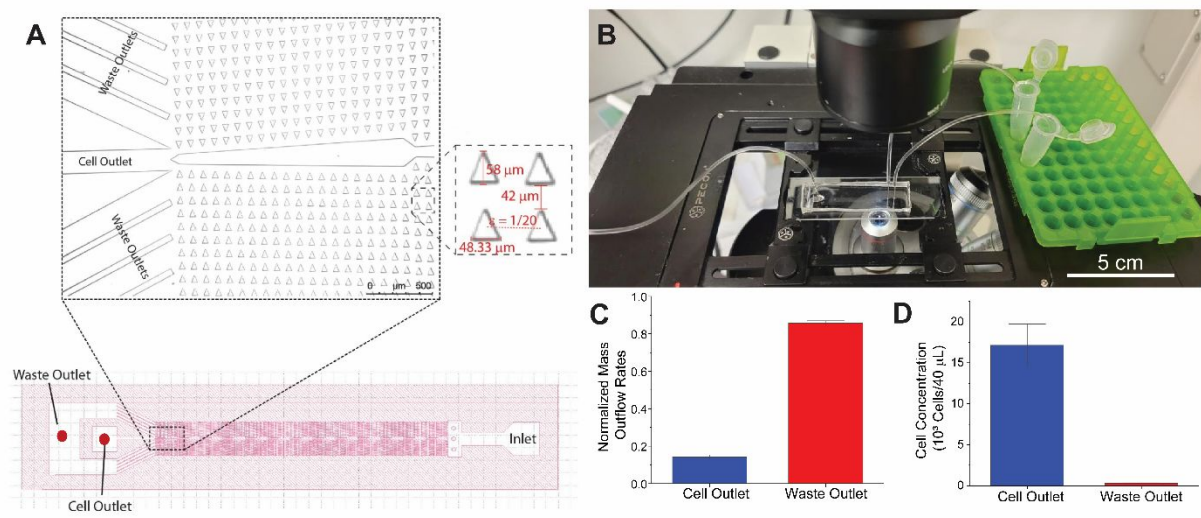 A
Waste Outlets
Cell Outlet
Waste Outlets
58 μm
42 μm
ε = 1/20
48.33 μm
0 μm 500
Waste Outlet
Inlet
Cell Outlet
B
PECON
5 cm
C
Normalized Mass
Outflow Rates
1.0
0.8
0.6
0.4
0.2
0.0
Cell Outlet Waste Outlet
D
Cell Concentration
(10³ Cells/40 μL)
20
15
10
5
0
Cell Outlet Waste Outlet